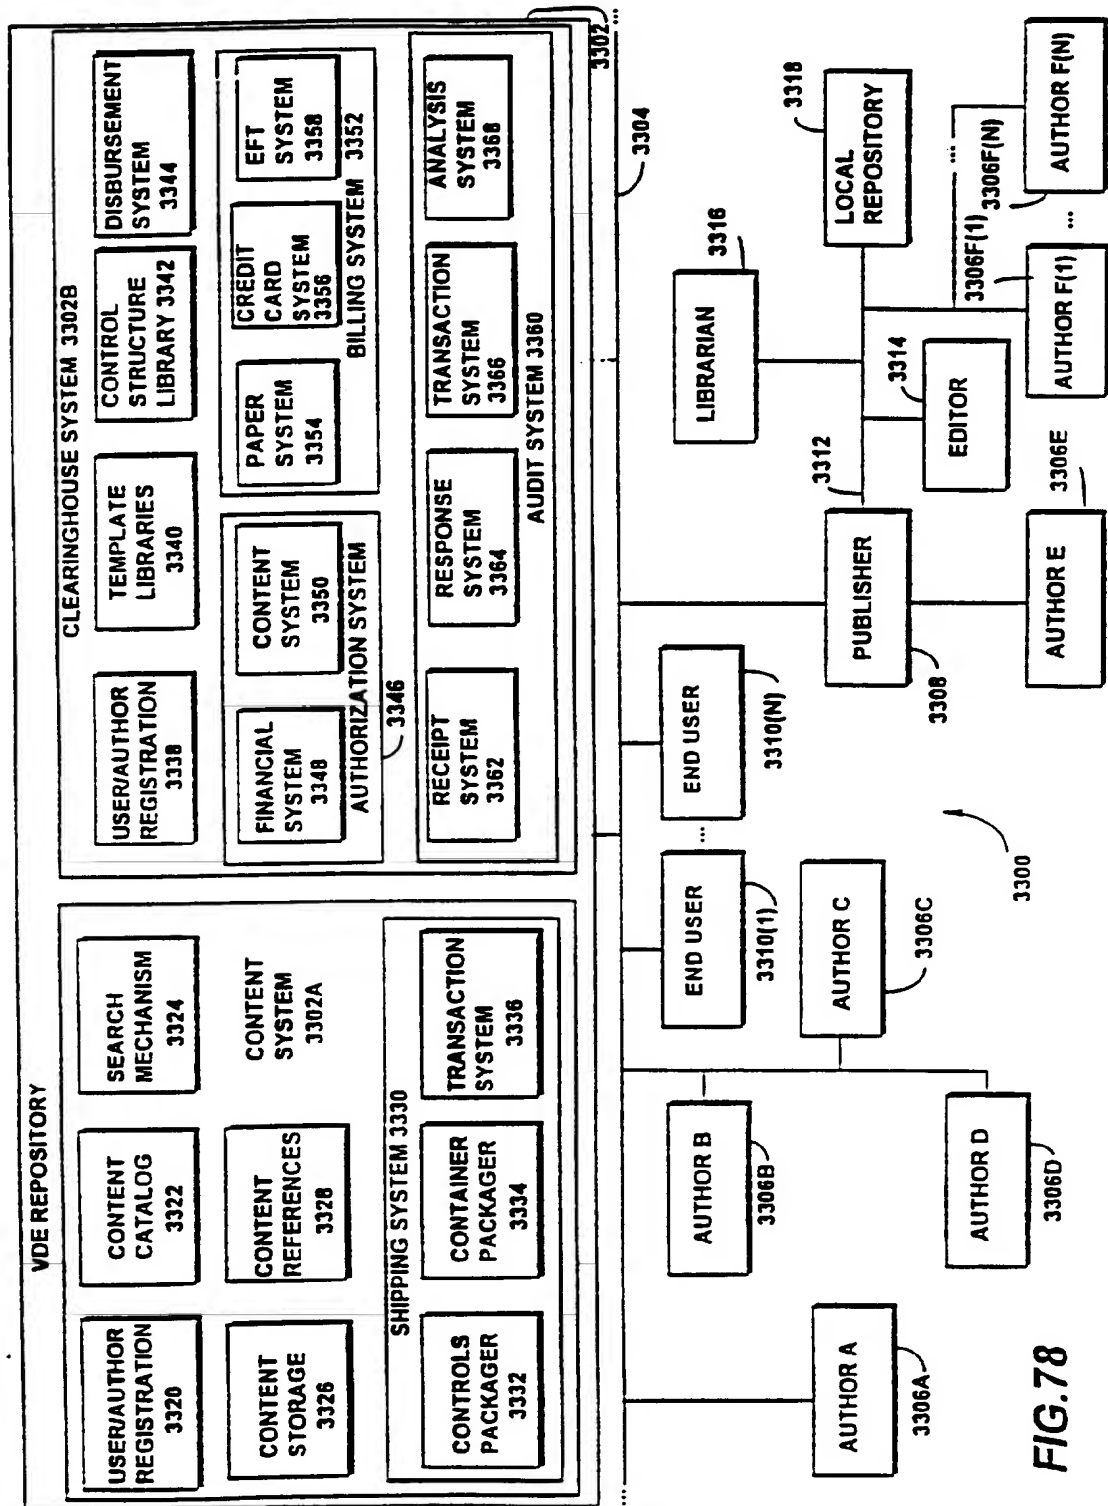 VDE REPOSITORY
USER/AUTHOR
REGISTRATION
3320
CONTENT
CATALOG
3322
SEARCH
MECHANISM
3324
CONTENT
STORAGE
3326
CONTENT
REFERENCES
3328
CONTENT
SYSTEM
3302A
SHIPPING SYSTEM 3330
CONTROLS
PACKAGER
3332
CONTAINER
PACKAGER
3334
TRANSACTION
SYSTEM
3336
CLEARINGHOUSE SYSTEM 3302B
USER/AUTHOR
REGISTRATION
3338
TEMPLATE
LIBRARIES
3340
CONTROL
STRUCTURE
LIBRARY 3342
DISBURSEMENT
SYSTEM
3344
FINANCIAL
SYSTEM
3348
CONTENT
SYSTEM
3350
AUTHORIZATION SYSTEM
3346
PAPER
SYSTEM
3354
CREDIT
CARD
SYSTEM
3356
EFT
SYSTEM
3358
BILLING SYSTEM 3352
RECEIPT
SYSTEM
3362
RESPONSE
SYSTEM
3364
TRANSACTION
SYSTEM
3366
ANALYSIS
SYSTEM
3368
AUDIT SYSTEM 3360
3302
...
...
3304
AUTHOR A
3306A
AUTHOR B
3306B
AUTHOR C
3306C
AUTHOR D
3306D
END USER
3310(1)
...
END USER
3310(N)
PUBLISHER
3308
3312
AUTHOR E
3306E
EDITOR
3314
LIBRARIAN
3316
LOCAL
REPOSITORY
3318
AUTHOR F(1)
3306F(1)
...
...
AUTHOR F(N)
3306F(N)
3300
FIG.78